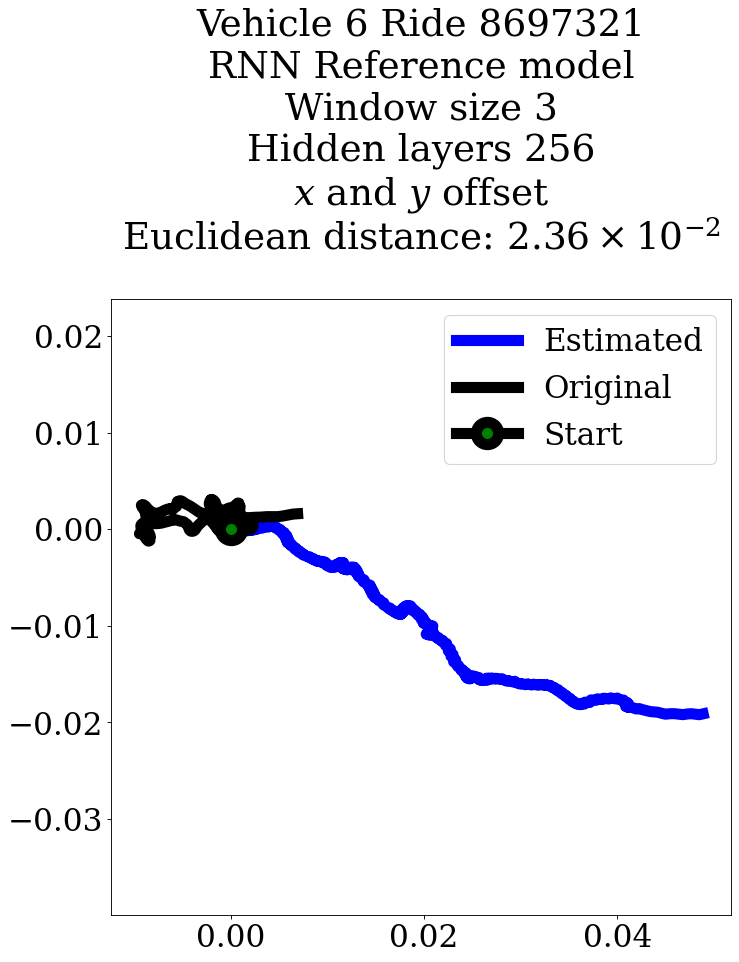 Vehicle 6 Ride 8697321
RNN Reference model
Window size 3
Hidden layers 256
x and y offset
Euclidean distance: 2.36 × 10⁻²
Estimated
Original
Start
0.02
0.01
0.00
−0.01
−0.02
−0.03
0.00 0.02 0.04